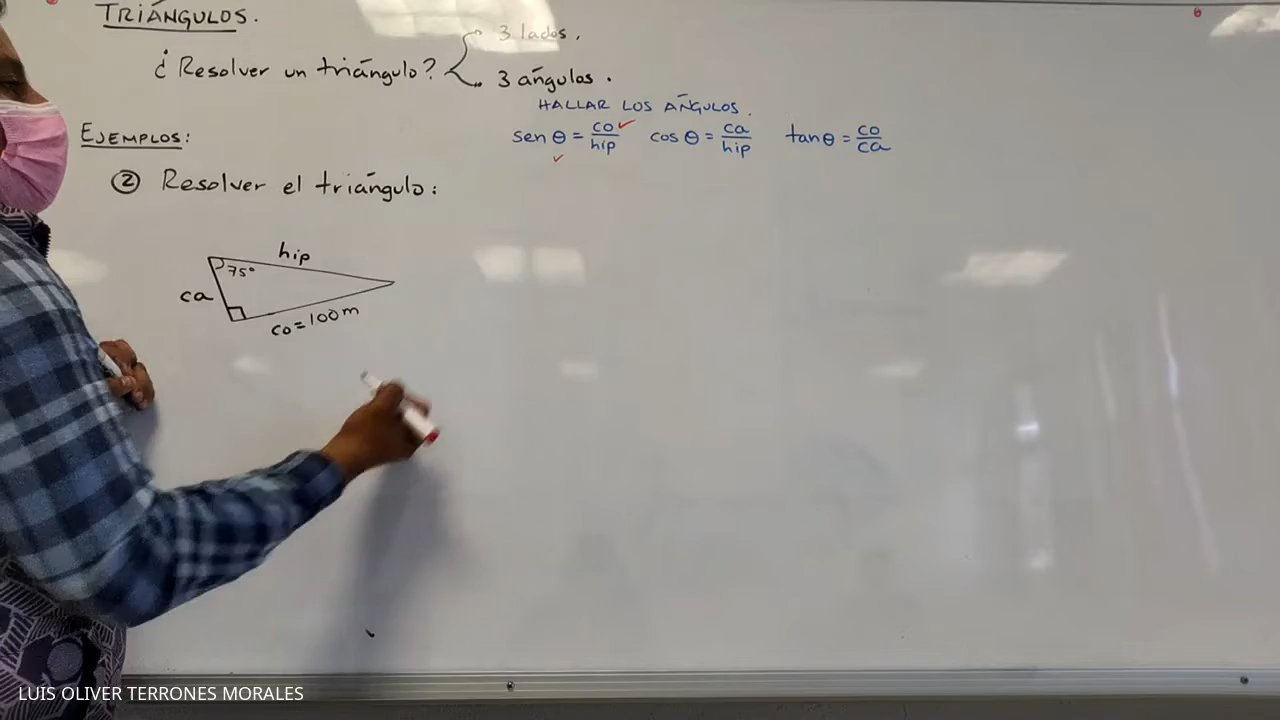 TRIÁNGULOS.
3 lados.
¿Resolver un triángulo?
3 ángulos.
HALLAR LOS ÁNGULOS.
EJEMPLOS:
sen θ = co/hip cos θ = ca/hip tan θ = co/ca
② Resolver el triángulo:
hip
75°
ca
co = 100 m
LUIS OLIVER TERRONES MORALES